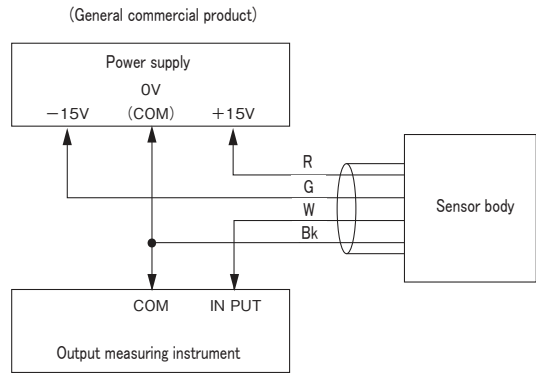 (General commercial product)
Power supply
0V
−15V (COM) +15V
R
G
W
Bk
Sensor body
COM IN PUT
Output measuring instrument